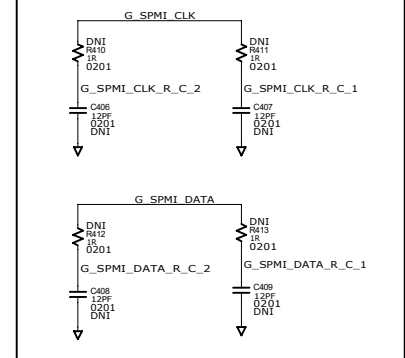 G_SPMI_CLK
DNI
R410
1R
0201
DNI
R411
1R
0201
G_SPMI_CLK_R_C_2
G_SPMI_CLK_R_C_1
C406
12PF
0201
DNI
C407
12PF
0201
DNI
G_SPMI_DATA
DNI
R412
1R
0201
DNI
R413
1R
0201
G_SPMI_DATA_R_C_2
G_SPMI_DATA_R_C_1
C408
12PF
0201
DNI
C409
12PF
0201
DNI